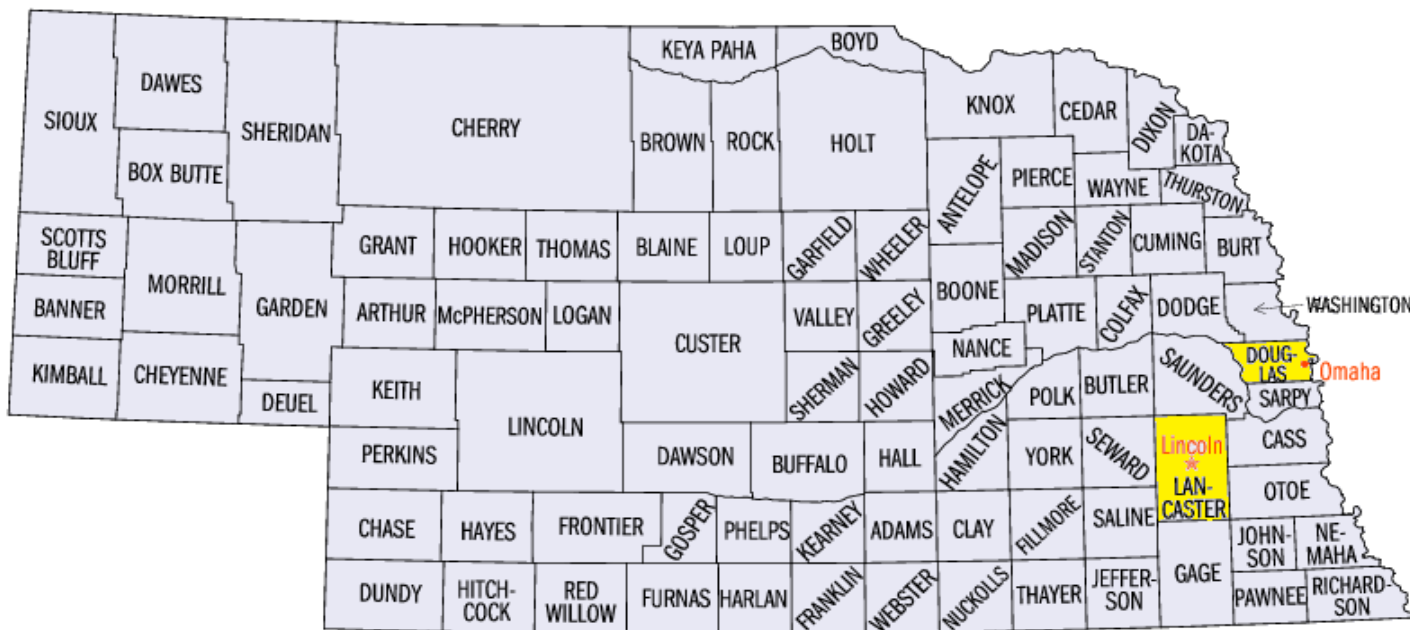 KEYA PAHA
BOYD
DAWES
SIOUX
SHERIDAN
CHERRY
BROWN
ROCK
HOLT
KNOX
CEDAR
DIXON
DA-
KOTA
BOX BUTTE
ANTELOPE
PIERCE
WAYNE
THURSTON
SCOTTS
BLUFF
MORRILL
GARDEN
GRANT
HOOKER
THOMAS
BLAINE
LOUP
GARFIELD
WHEELER
MADISON
STANTON
CUMING
BURT
BANNER
ARTHUR
McPHERSON
LOGAN
CUSTER
VALLEY
GREELEY
BOONE
PLATTE
COLFAX
DODGE
WASHINGTON
KIMBALL
CHEYENNE
DEUEL
KEITH
LINCOLN
SHERMAN
HOWARD
NANCE
MERRICK
POLK
BUTLER
SAUNDERS
DOUG-
LAS
Omaha
SARPY
PERKINS
DAWSON
BUFFALO
HALL
HAMILTON
YORK
SEWARD
Lincoln
LAN-
CASTER
CASS
OTOE
CHASE
HAYES
FRONTIER
GOSPER
PHELPS
KEARNEY
ADAMS
CLAY
FILLMORE
SALINE
JOHN-
SON
NE-
MAHA
DUNDY
HITCH-
COCK
RED
WILLOW
FURNAS
HARLAN
FRANKLIN
WEBSTER
NUCKOLLS
THAYER
JEFFER-
SON
GAGE
PAWNEE
RICHARD-
SON